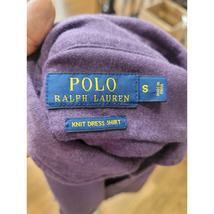 POLO
RALPH LAUREN
S
KNIT DRESS SHIRT